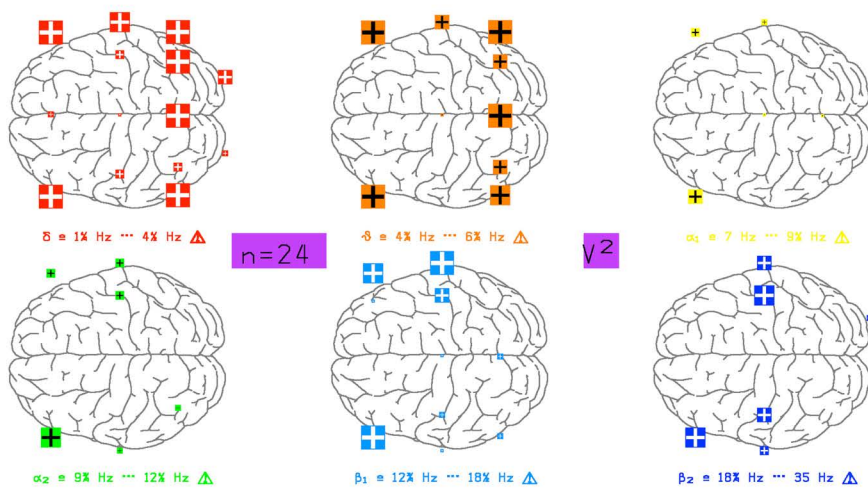 δ ≙ 1½ Hz ··· 4½ Hz ⚠
ϑ ≙ 4½ Hz ··· 6½ Hz ⚠
α₁ ≙ 7 Hz ··· 9½ Hz ⚠
n=24
V²
α₂ ≙ 9½ Hz ··· 12½ Hz ⚠
β₁ ≙ 12½ Hz ··· 18½ Hz ⚠
β₂ ≙ 18½ Hz ··· 35 Hz ⚠